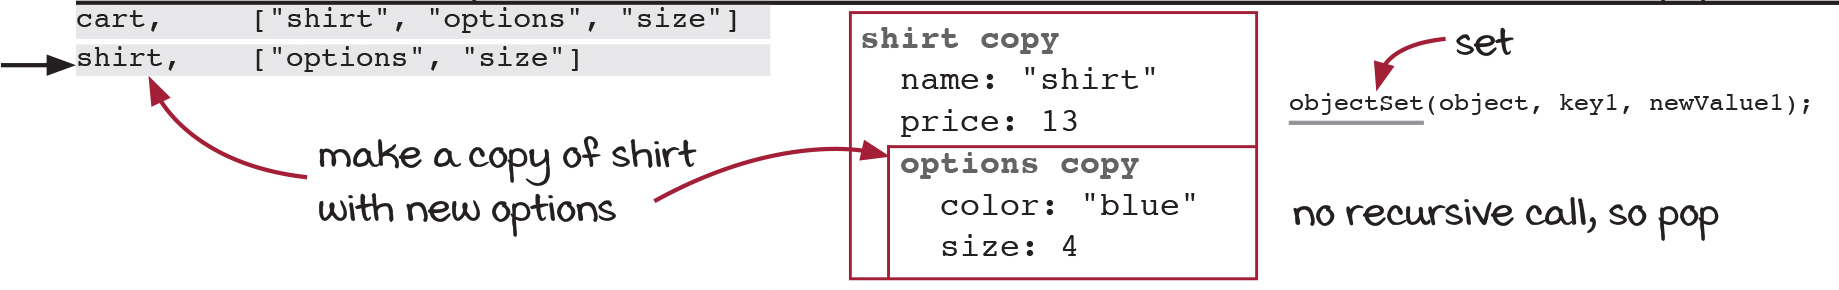 cart, ["shirt", "options", "size"]
shirt, ["options", "size"]
make a copy of shirt
with new options
shirt copy
name: "shirt"
price: 13
options copy
color: "blue"
size: 4
set
objectSet(object, key1, newValue1);
no recursive call, so pop